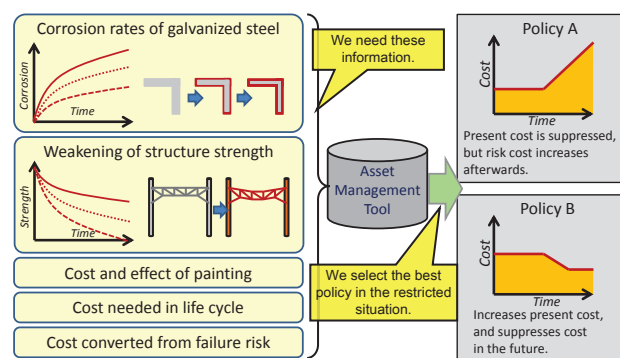 Corrosion rates of galvanized steel
Corrosion
Time
Weakening of structure strength
Strength
Time
Cost and effect of painting
Cost needed in life cycle
Cost converted from failure risk
We need these
information.
Asset
Management
Tool
We select the best
policy in the restricted
situation.
Policy A
Cost
Time
Present cost is suppressed,
but risk cost increases
afterwards.
Policy B
Cost
Time
Increases present cost,
and suppresses cost
in the future.